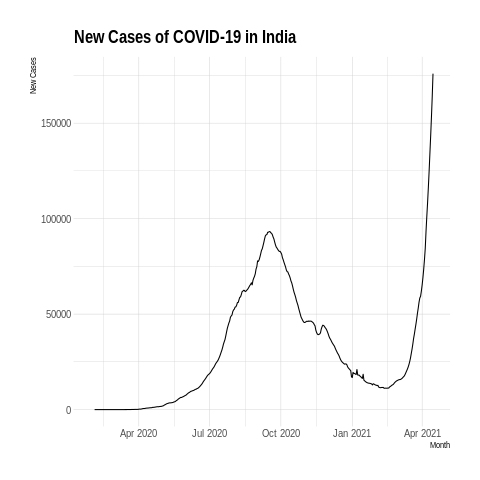 New Cases of COVID-19 in India
New Cases
150000
100000
50000
0
Apr 2020 Jul 2020 Oct 2020 Jan 2021 Apr 2021
Month